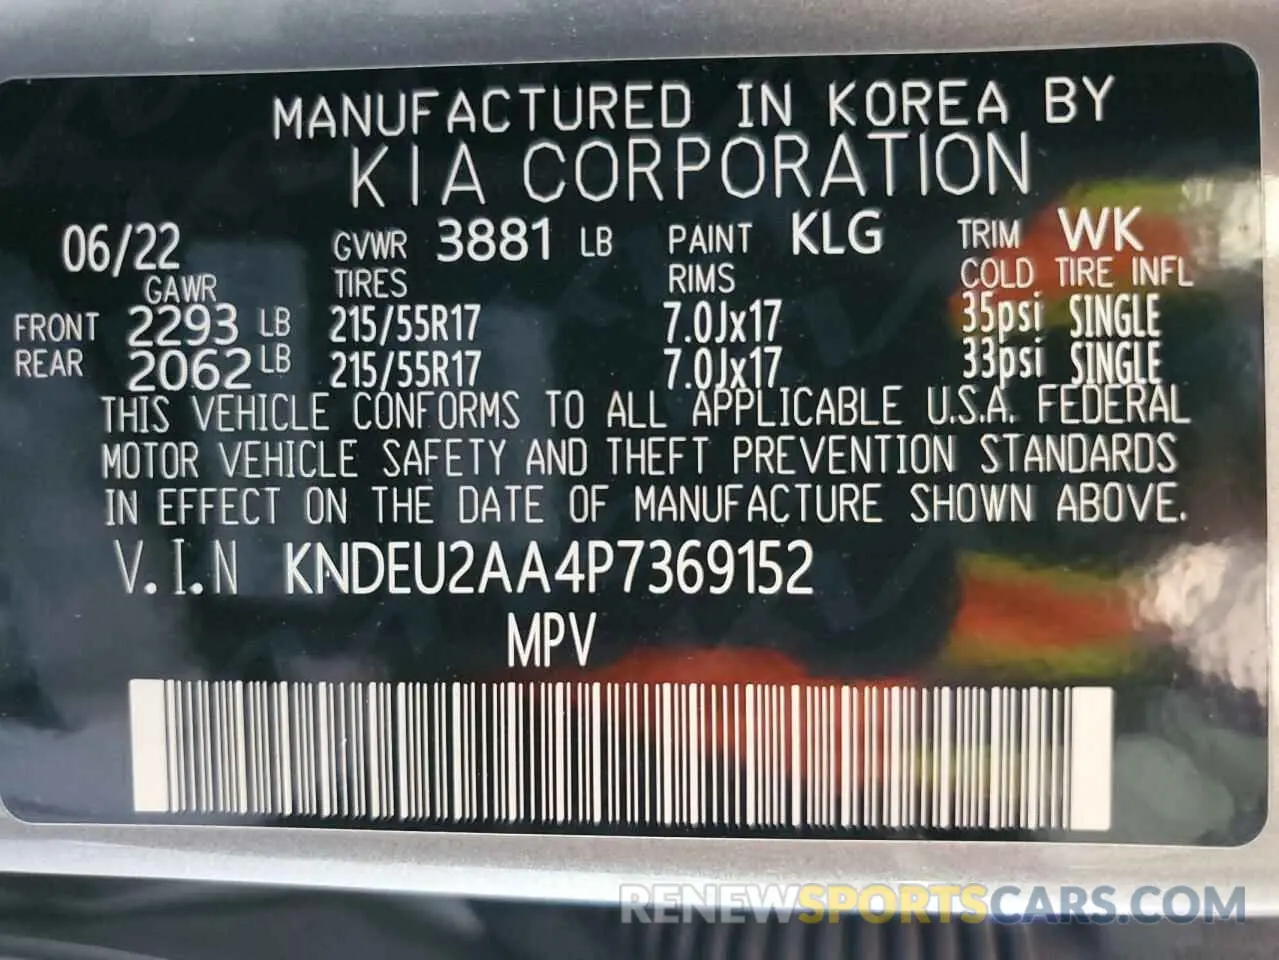 MANUFACTURED IN KOREA BY
KIA CORPORATION
06/22 GVWR 3881 LB PAINT KLG TRIM WK
GAWR TIRES RIMS COLD TIRE INFL
FRONT 2293 LB 215/55R17 7.0Jx17 35psi SINGLE
REAR 2062 LB 215/55R17 7.0Jx17 33psi SINGLE
THIS VEHICLE CONFORMS TO ALL APPLICABLE U.S.A. FEDERAL
MOTOR VEHICLE SAFETY AND THEFT PREVENTION STANDARDS
IN EFFECT ON THE DATE OF MANUFACTURE SHOWN ABOVE.
V.I.N KNDEU2AA4P7369152
MPV
RENEWSPORTSCARS.COM